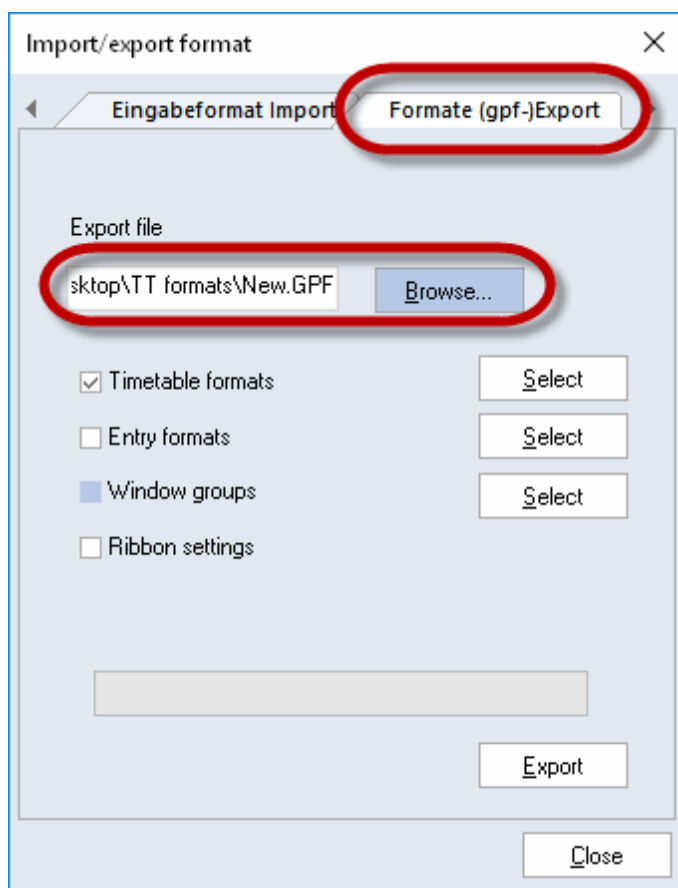 Import/export format
Eingabeformat Import
Formate (gpf-)Export
Export file
sktop\TT formats\New.GPF
Browse...
Timetable formats
Select
Entry formats
Select
Window groups
Select
Ribbon settings
Export
Close